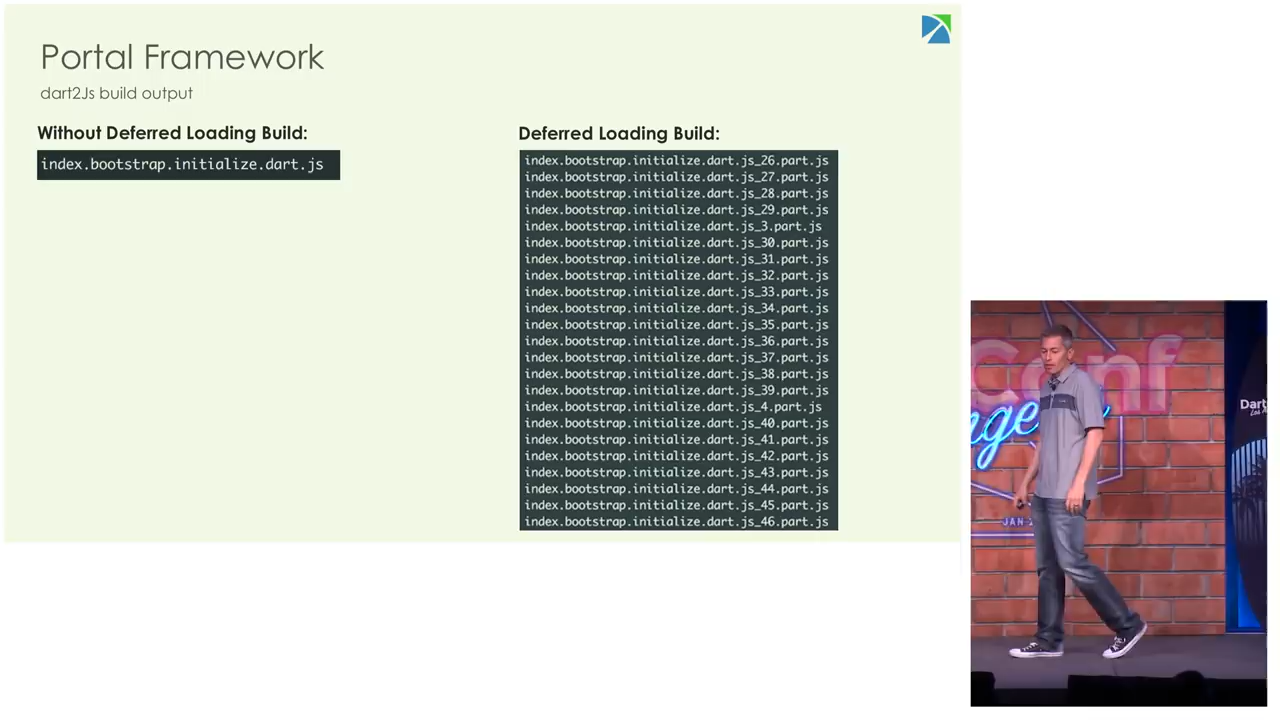 Portal Framework
dart2Js build output
Without Deferred Loading Build:
index.bootstrap.initialize.dart.js
Deferred Loading Build:
index.bootstrap.initialize.dart.js_26.part.js
index.bootstrap.initialize.dart.js_27.part.js
index.bootstrap.initialize.dart.js_28.part.js
index.bootstrap.initialize.dart.js_29.part.js
index.bootstrap.initialize.dart.js_3.part.js
index.bootstrap.initialize.dart.js_30.part.js
index.bootstrap.initialize.dart.js_31.part.js
index.bootstrap.initialize.dart.js_32.part.js
index.bootstrap.initialize.dart.js_33.part.js
index.bootstrap.initialize.dart.js_34.part.js
index.bootstrap.initialize.dart.js_35.part.js
index.bootstrap.initialize.dart.js_36.part.js
index.bootstrap.initialize.dart.js_37.part.js
index.bootstrap.initialize.dart.js_38.part.js
index.bootstrap.initialize.dart.js_39.part.js
index.bootstrap.initialize.dart.js_4.part.js
index.bootstrap.initialize.dart.js_40.part.js
index.bootstrap.initialize.dart.js_41.part.js
index.bootstrap.initialize.dart.js_42.part.js
index.bootstrap.initialize.dart.js_43.part.js
index.bootstrap.initialize.dart.js_44.part.js
index.bootstrap.initialize.dart.js_45.part.js
index.bootstrap.initialize.dart.js_46.part.js
Conf
nge
Dart
JAN